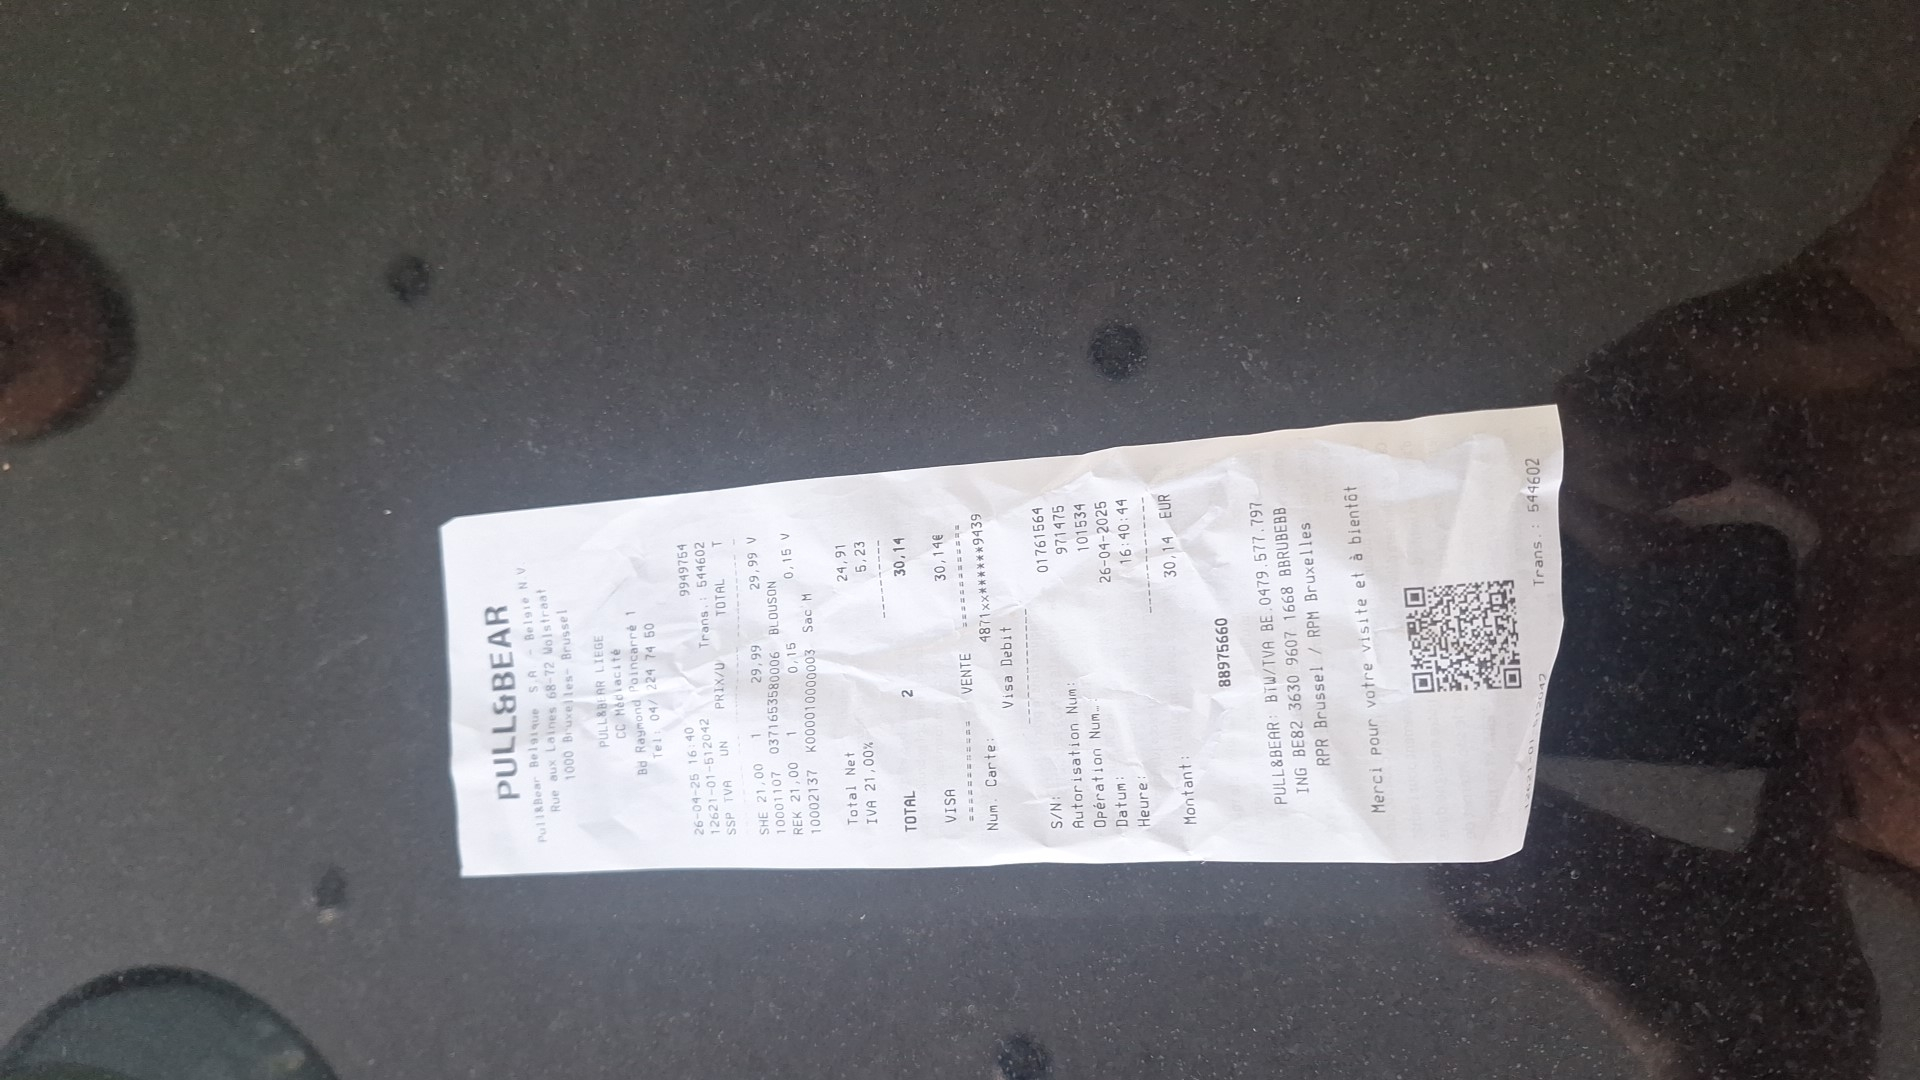 PULL&BEAR
Pull&Bear Belgique S.A - Belgie N V
Rue aux Laines 68-72 Wolstraat
1000 Bruxelles- Brussel
PULL&BEAR LIEGE
CC Médiacité
Bd Raymond Poincarré 1
Tel: 04/ 224 74 50
9949754
26-04-25 16:40
12621-01-512042 Trans.: 544602
SSP TVA UN PRIX/U TOTAL T
SHE 21,00 1 29,99 29,99 V
10001107 03716535800006 BLOUSON
REK 21,00 1 0,15 0,15 V
10002137 K0000100000003 Sac M
Total Net 24,91
IVA 21,00% 5,23
TOTAL 2 30,14
VISA 30,14€
=========== VENTE ===========
Num. Carte: 4871xx******9439
Visa Debit
S/N: 01761564
Autorisation Num: 971475
Opération Num.: 101534
Datum: 26-04-2025
Heure: 16:40:44
Montant: 30,14 EUR
88975660
PULL&BEAR: BTW/TVA BE.0479.577.797
ING BE82 3630 9607 1668 BBRUBEBB
RPR Brussel / RPM Bruxelles
Merci pour votre visite et à bientôt
Trans.: 544602